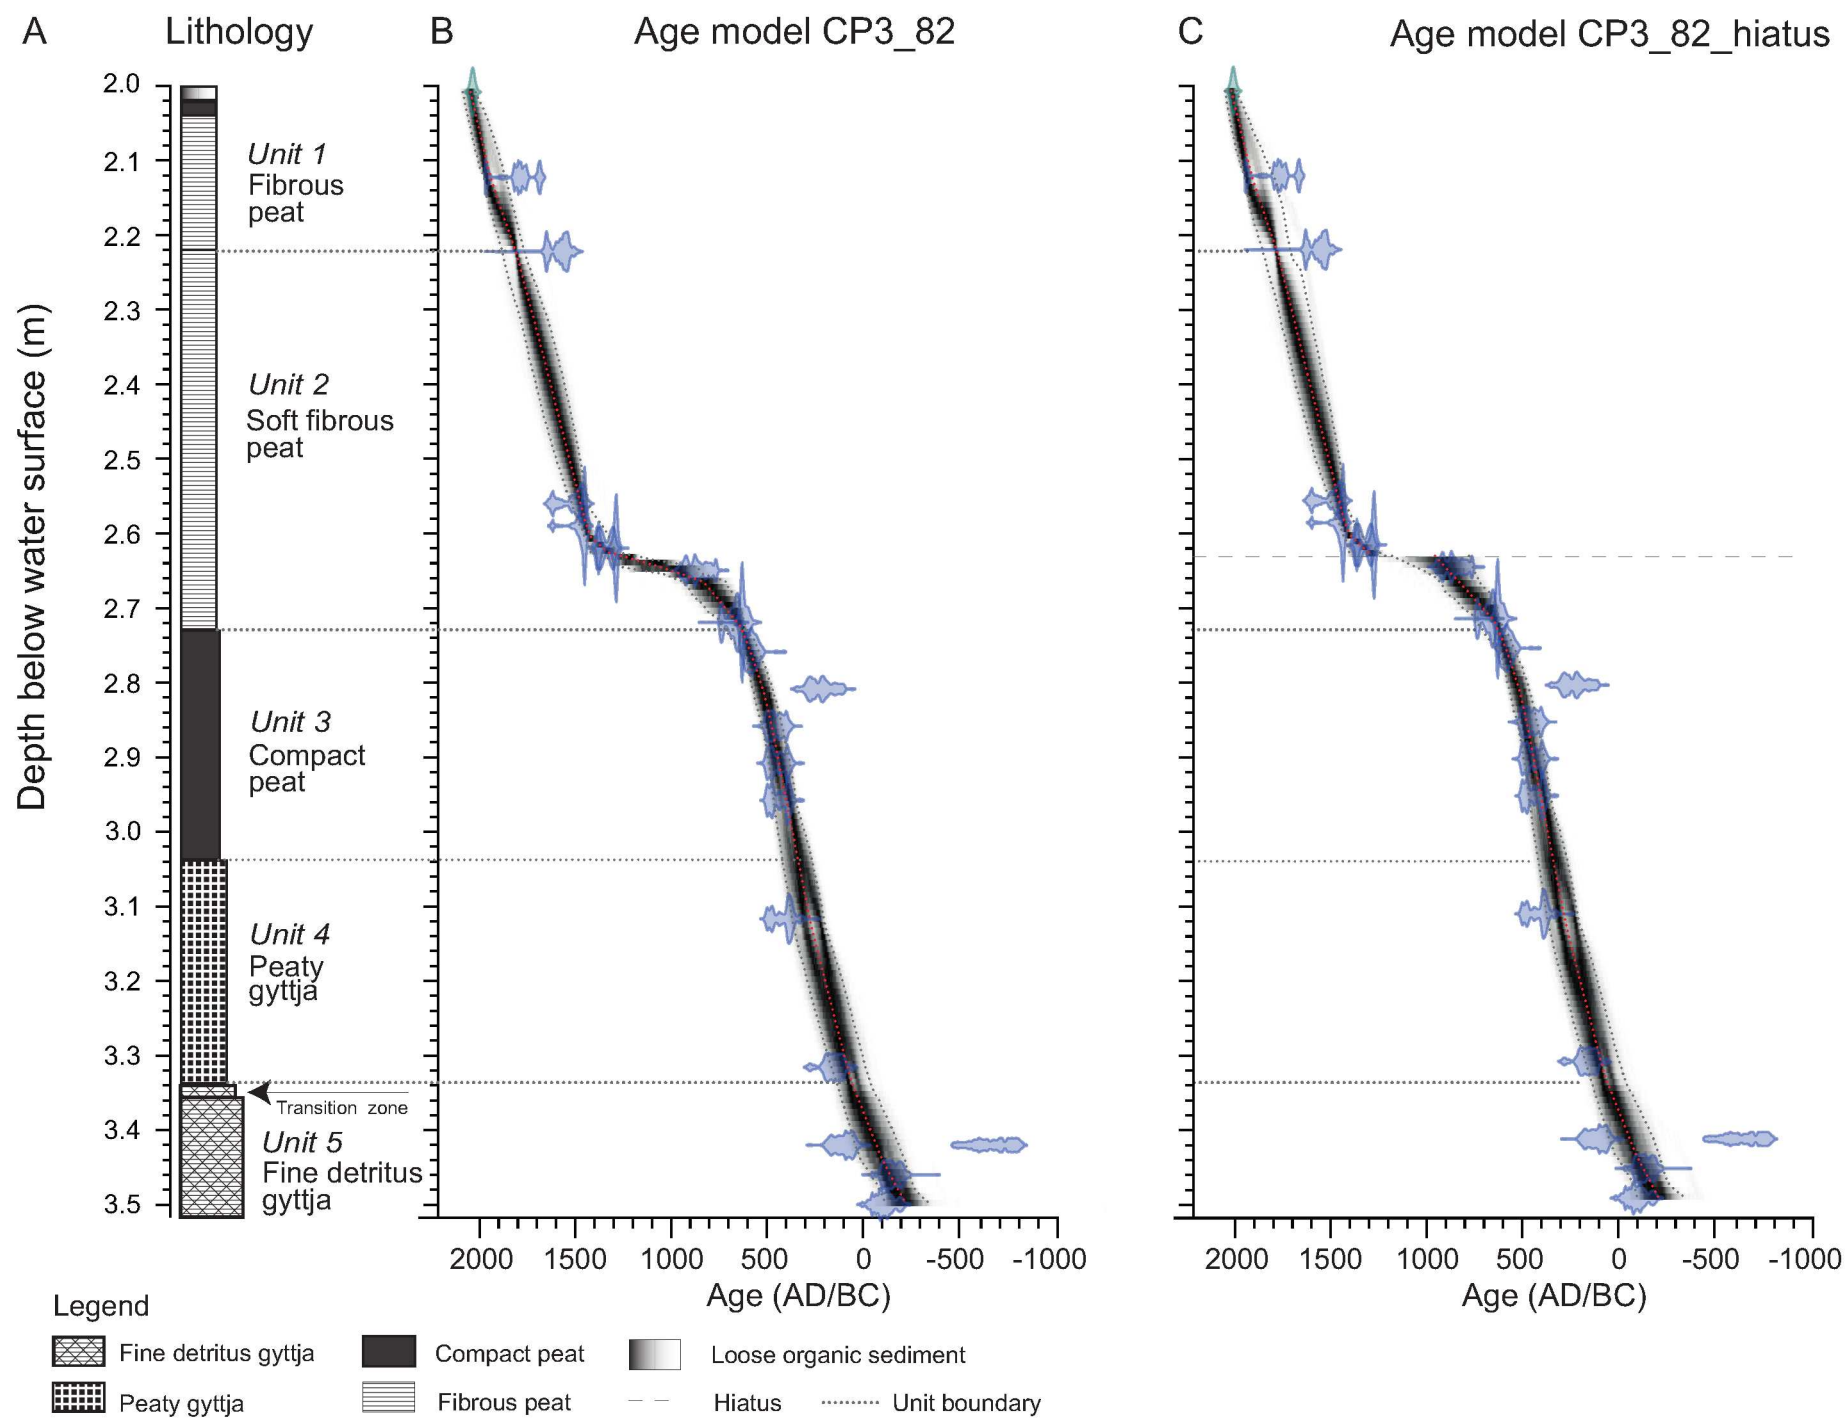 A
Lithology
B
Age model CP3_82
C
Age model CP3_82_hiatus
Depth below water surface (m)
2.0
2.1
2.2
2.3
2.4
2.5
2.6
2.7
2.8
2.9
3.0
3.1
3.2
3.3
3.4
3.5
Unit 1
Fibrous
peat
Unit 2
Soft fibrous
peat
Unit 3
Compact
peat
Unit 4
Peaty
gyttja
Transition zone
Unit 5
Fine detritus
gyttja
2000 1500 1000 500 0 -500 -1000
Age (AD/BC)
2000 1500 1000 500 0 -500 -1000
Age (AD/BC)
Legend
Fine detritus gyttja
Compact peat
Loose organic sediment
Peaty gyttja
Fibrous peat
Hiatus
Unit boundary